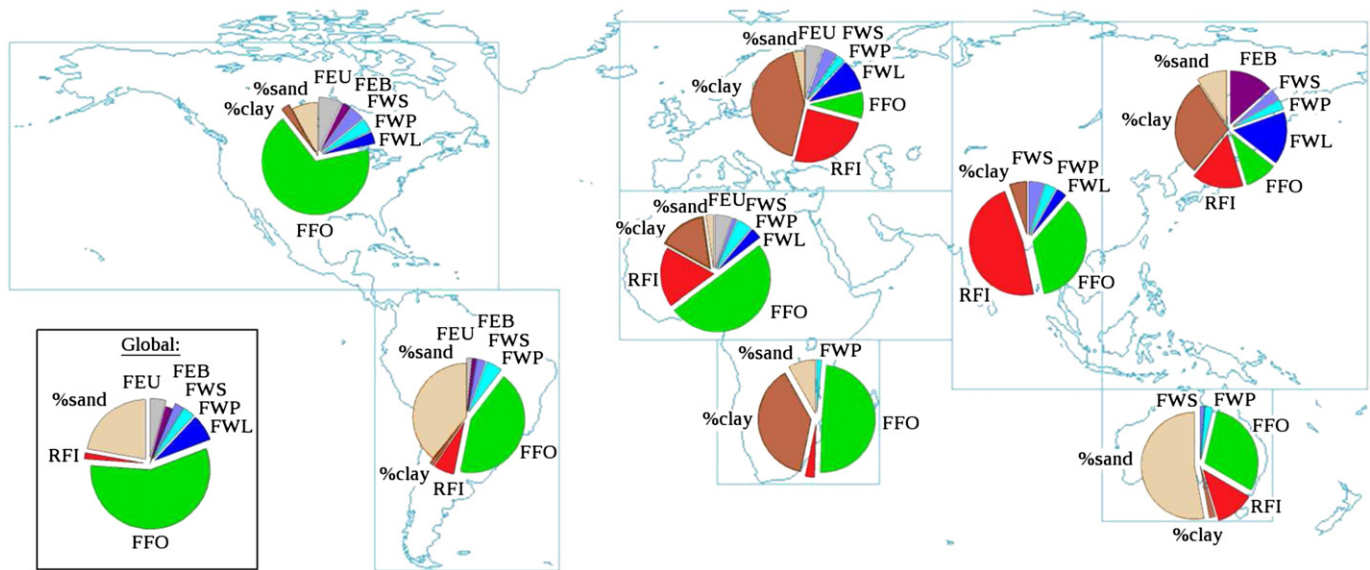 %sand
FEU
FEB
FWS
FWP
FWL
%clay
FFO
%sand
FEU
FWS
FWP
FWL
%clay
FFO
RFI
%sand
FEB
FWS
FWP
%clay
FWL
FFO
RFI
%sand
FEU
FWS
FWP
FWL
%clay
RFI
FFO
%clay
FWS
FWP
FWL
RFI
FFO
Global:
%sand
FEU
FEB
FWS
FWP
FWL
RFI
FFO
%sand
FEU
FEB
FWS
FWP
%clay
RFI
FFO
%sand
FWP
%clay
FFO
FWS
FWP
FFO
%sand
RFI
%clay